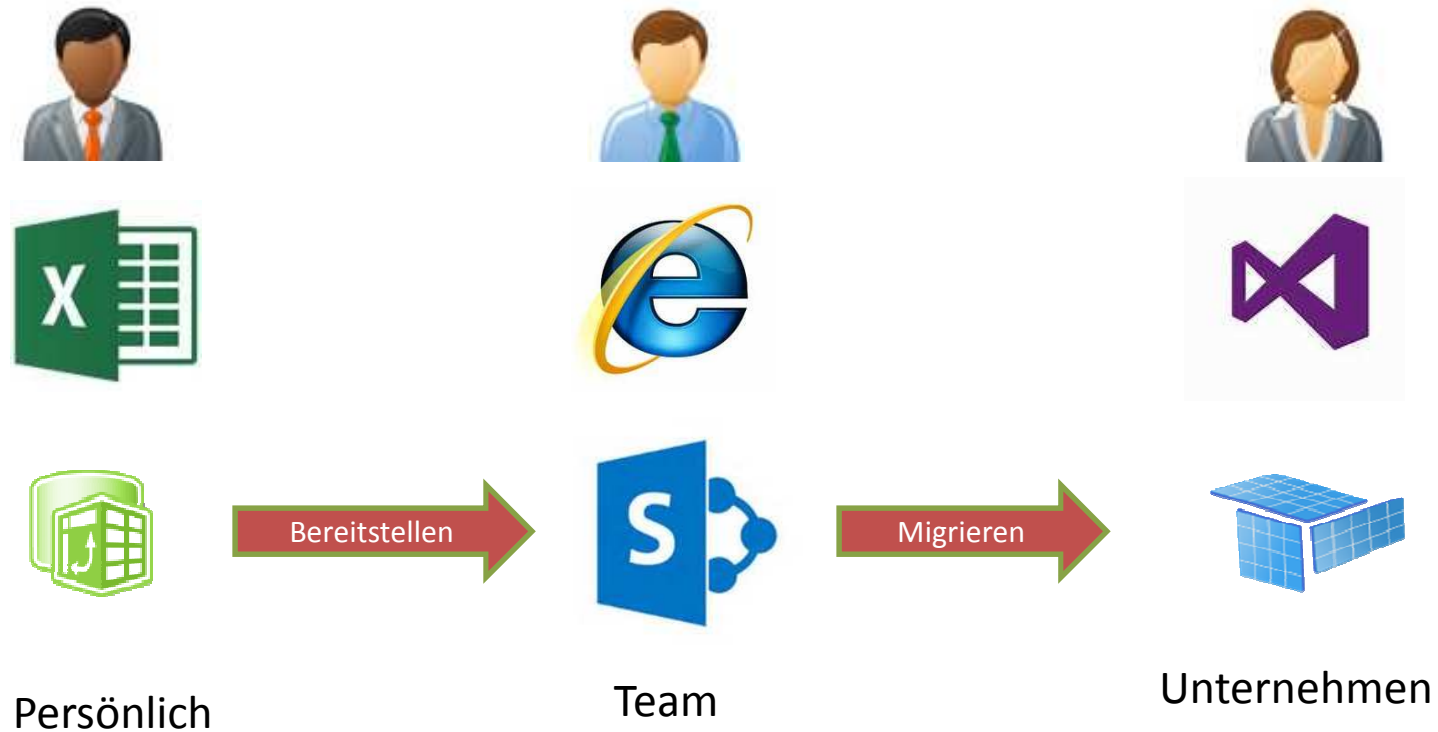 X
S
Bereitstellen
Migrieren
Persönlich
Team
Unternehmen